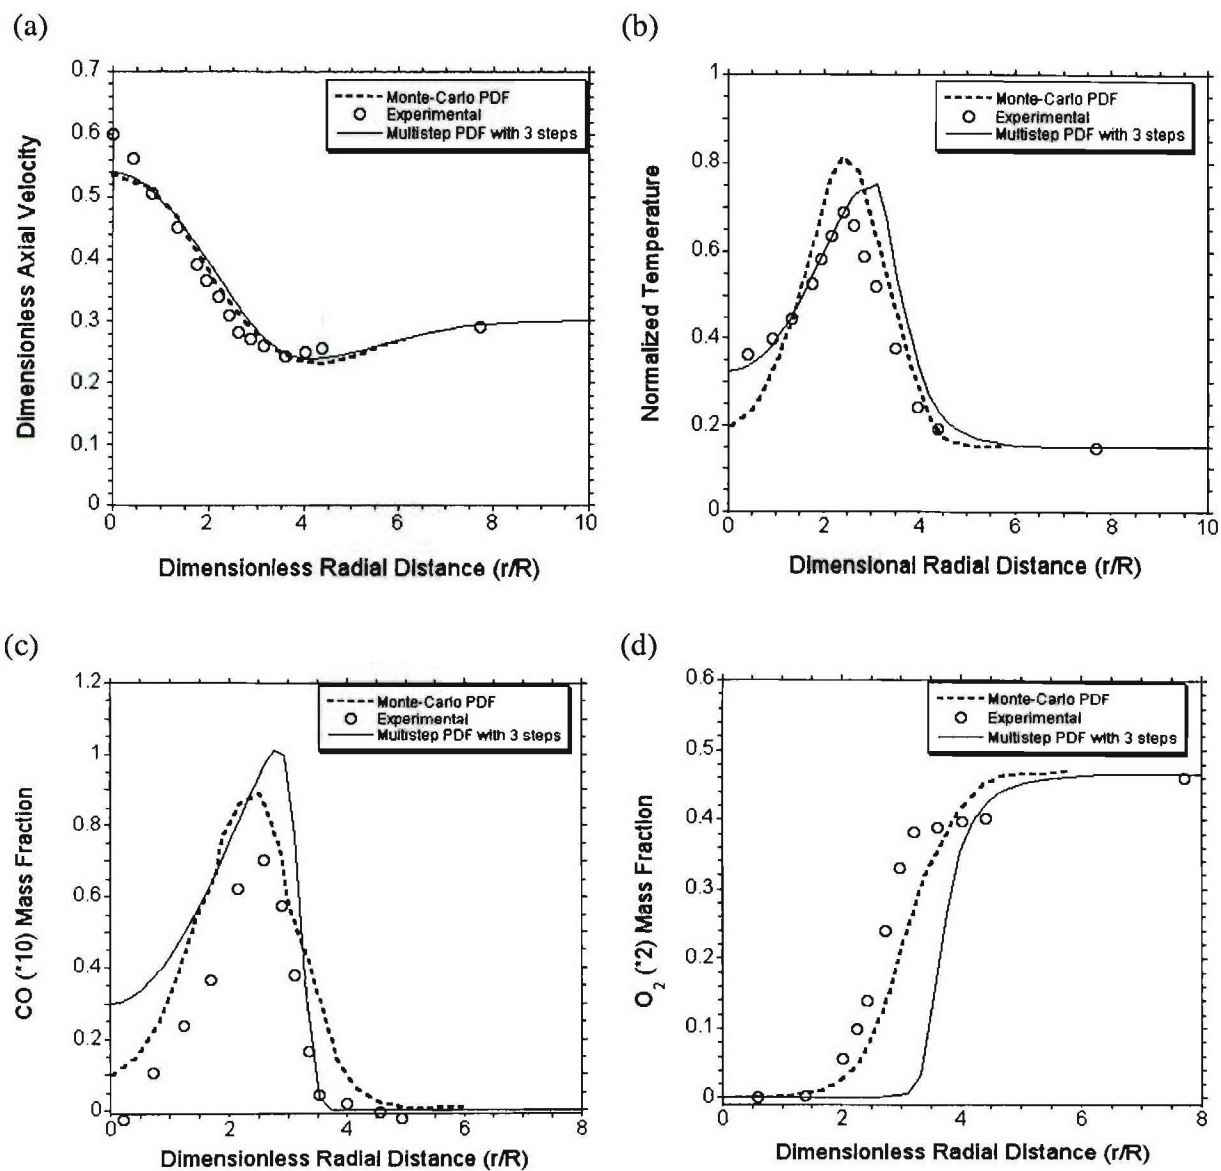 (a)
0.7
0.6
0.5
0.4
0.3
0.2
0.1
0
0 2 4 6 8 10
Dimensionless Axial Velocity
Monte-Carlo PDF
Experimental
Multistep PDF with 3 steps
Dimensionless Radial Distance (r/R)
(b)
1
0.8
0.6
0.4
0.2
0
0 2 4 6 8 10
Normalized Temperature
Monte-Carlo PDF
Experimental
Multistep PDF with 3 steps
Dimensional Radial Distance (r/R)
(c)
1.2
1
0.8
0.6
0.4
0.2
0
0 2 4 6 8
CO (*10) Mass Fraction
Monte-Carlo PDF
Experimental
Multistep PDF with 3 steps
Dimensionless Radial Distance (r/R)
(d)
0.6
0.5
0.4
0.3
0.2
0.1
0
0 2 4 6 8
O₂ (*2) Mass Fraction
Monte-Carlo PDF
Experimental
Multistep PDF with 3 steps
Dimensionless Radial Distance (r/R)